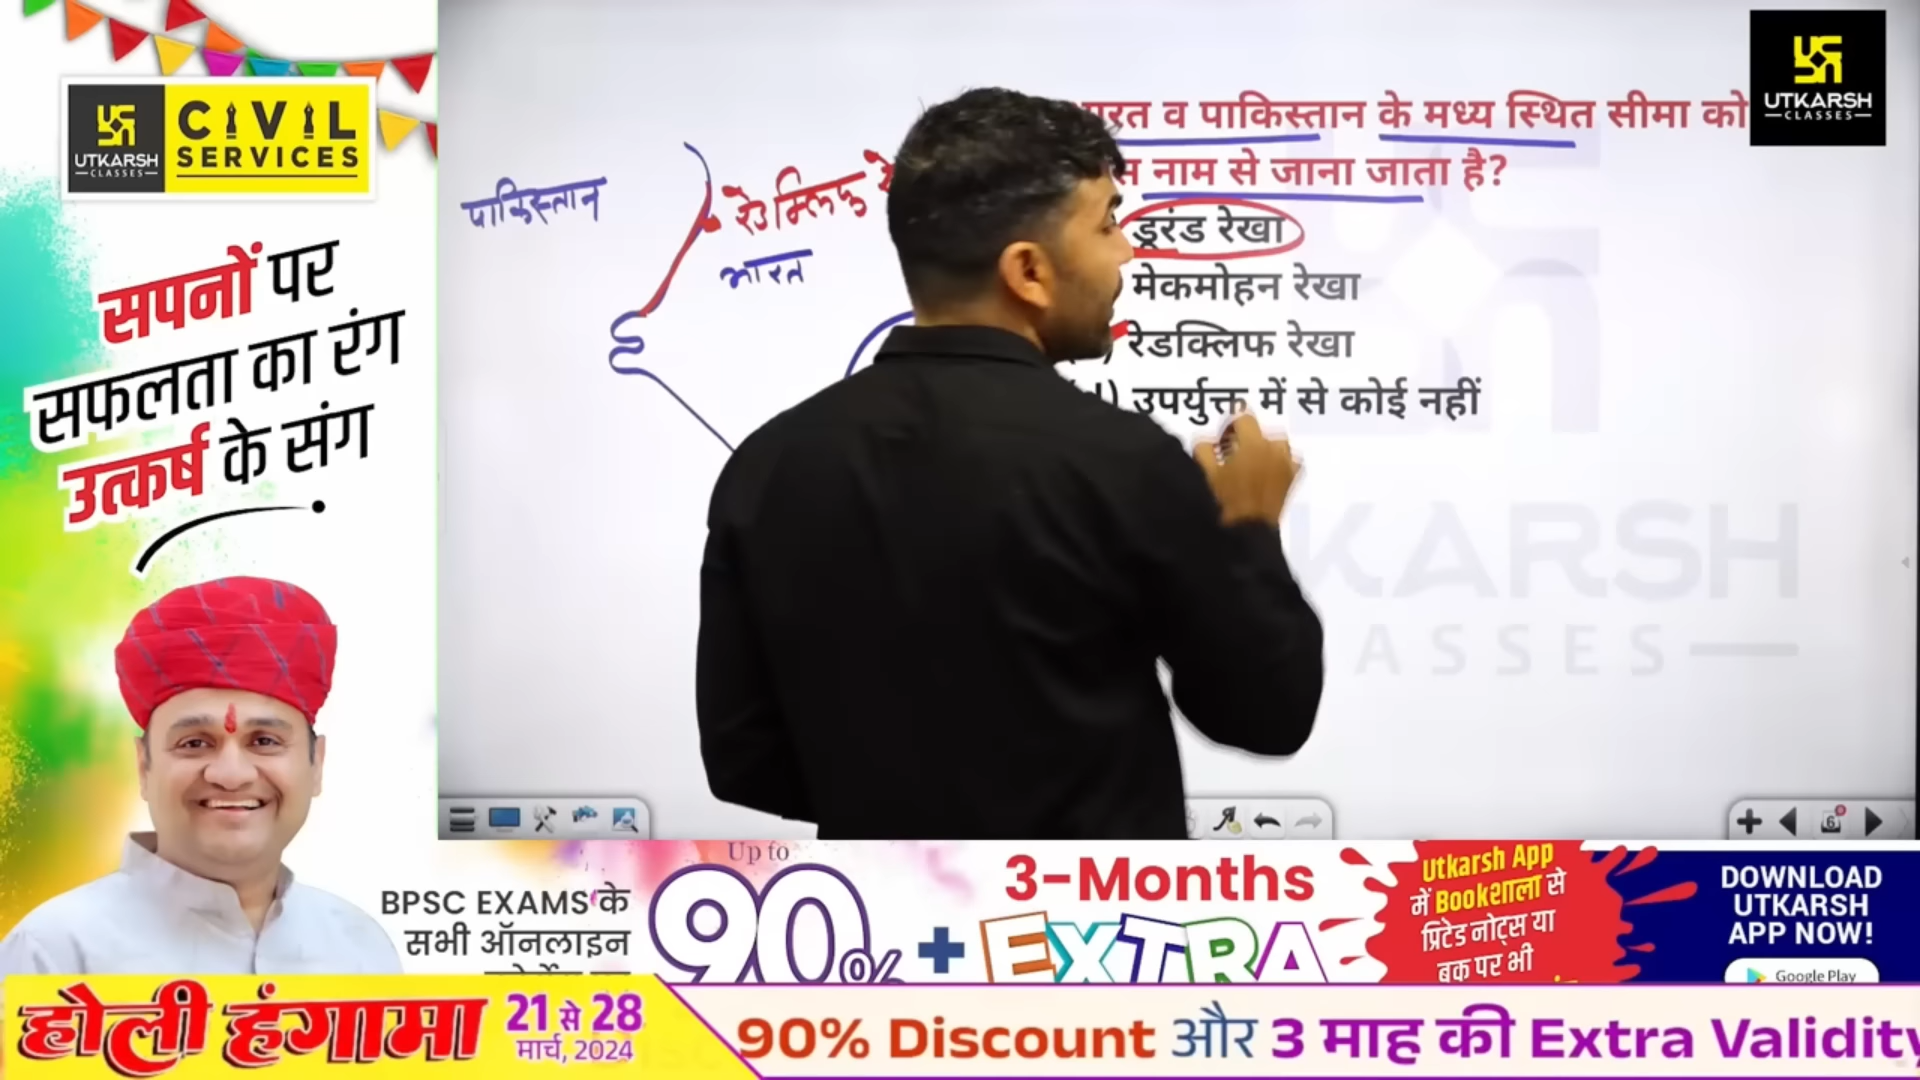 UTKARSH
CLASSES
CIVIL
SERVICES
सपनों पर
सफलता का रंग
उत्कर्ष के संग
पाकिस्तान
भारत
व पाकिस्तान के मध्य स्थित सीमा को
नाम से जाना जाता है?
डूरंड रेखा
मेकमोहन रेखा
रेडक्लिफ रेखा
उपर्युक्त में से कोई नहीं
UTKARSH
CLASSES
KARSH
ASSES
BPSC EXAMS के
सभी ऑनलाइन
Up to
90%
+
3-Months
EXTRA
Utkarsh App
में Bookशाला से
प्रिटेड नोट्स या
बुक पर भी
DOWNLOAD
UTKARSH
APP NOW!
Google Play
होली हंगामा
21 से 28
मार्च, 2024
90% Discount और 3 माह की Extra Validity